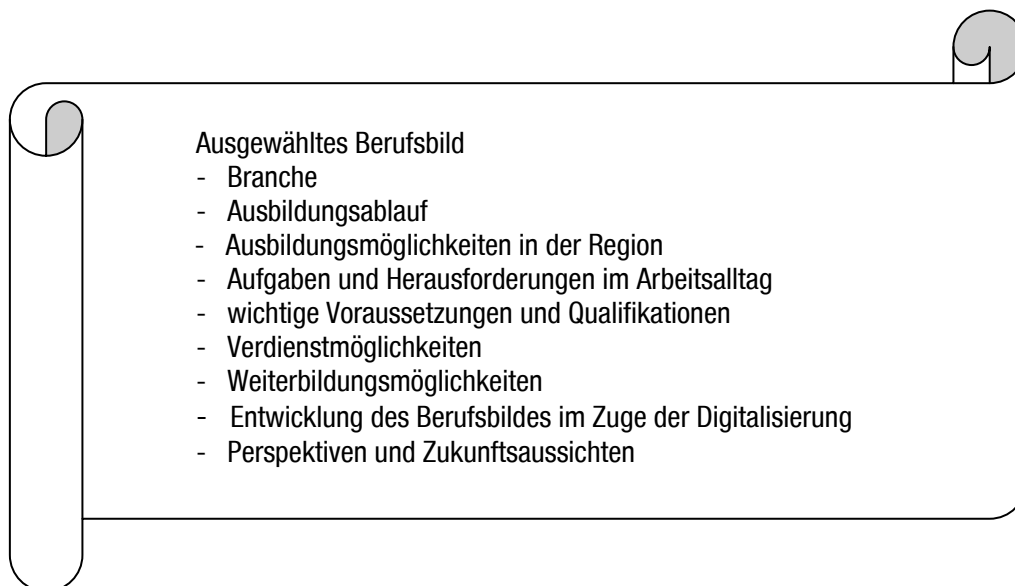 Ausgewähltes Berufsbild
- Branche
- Ausbildungsablauf
- Ausbildungsmöglichkeiten in der Region
- Aufgaben und Herausforderungen im Arbeitsalltag
- wichtige Voraussetzungen und Qualifikationen
- Verdienstmöglichkeiten
- Weiterbildungsmöglichkeiten
- Entwicklung des Berufsbildes im Zuge der Digitalisierung
- Perspektiven und Zukunftsaussichten